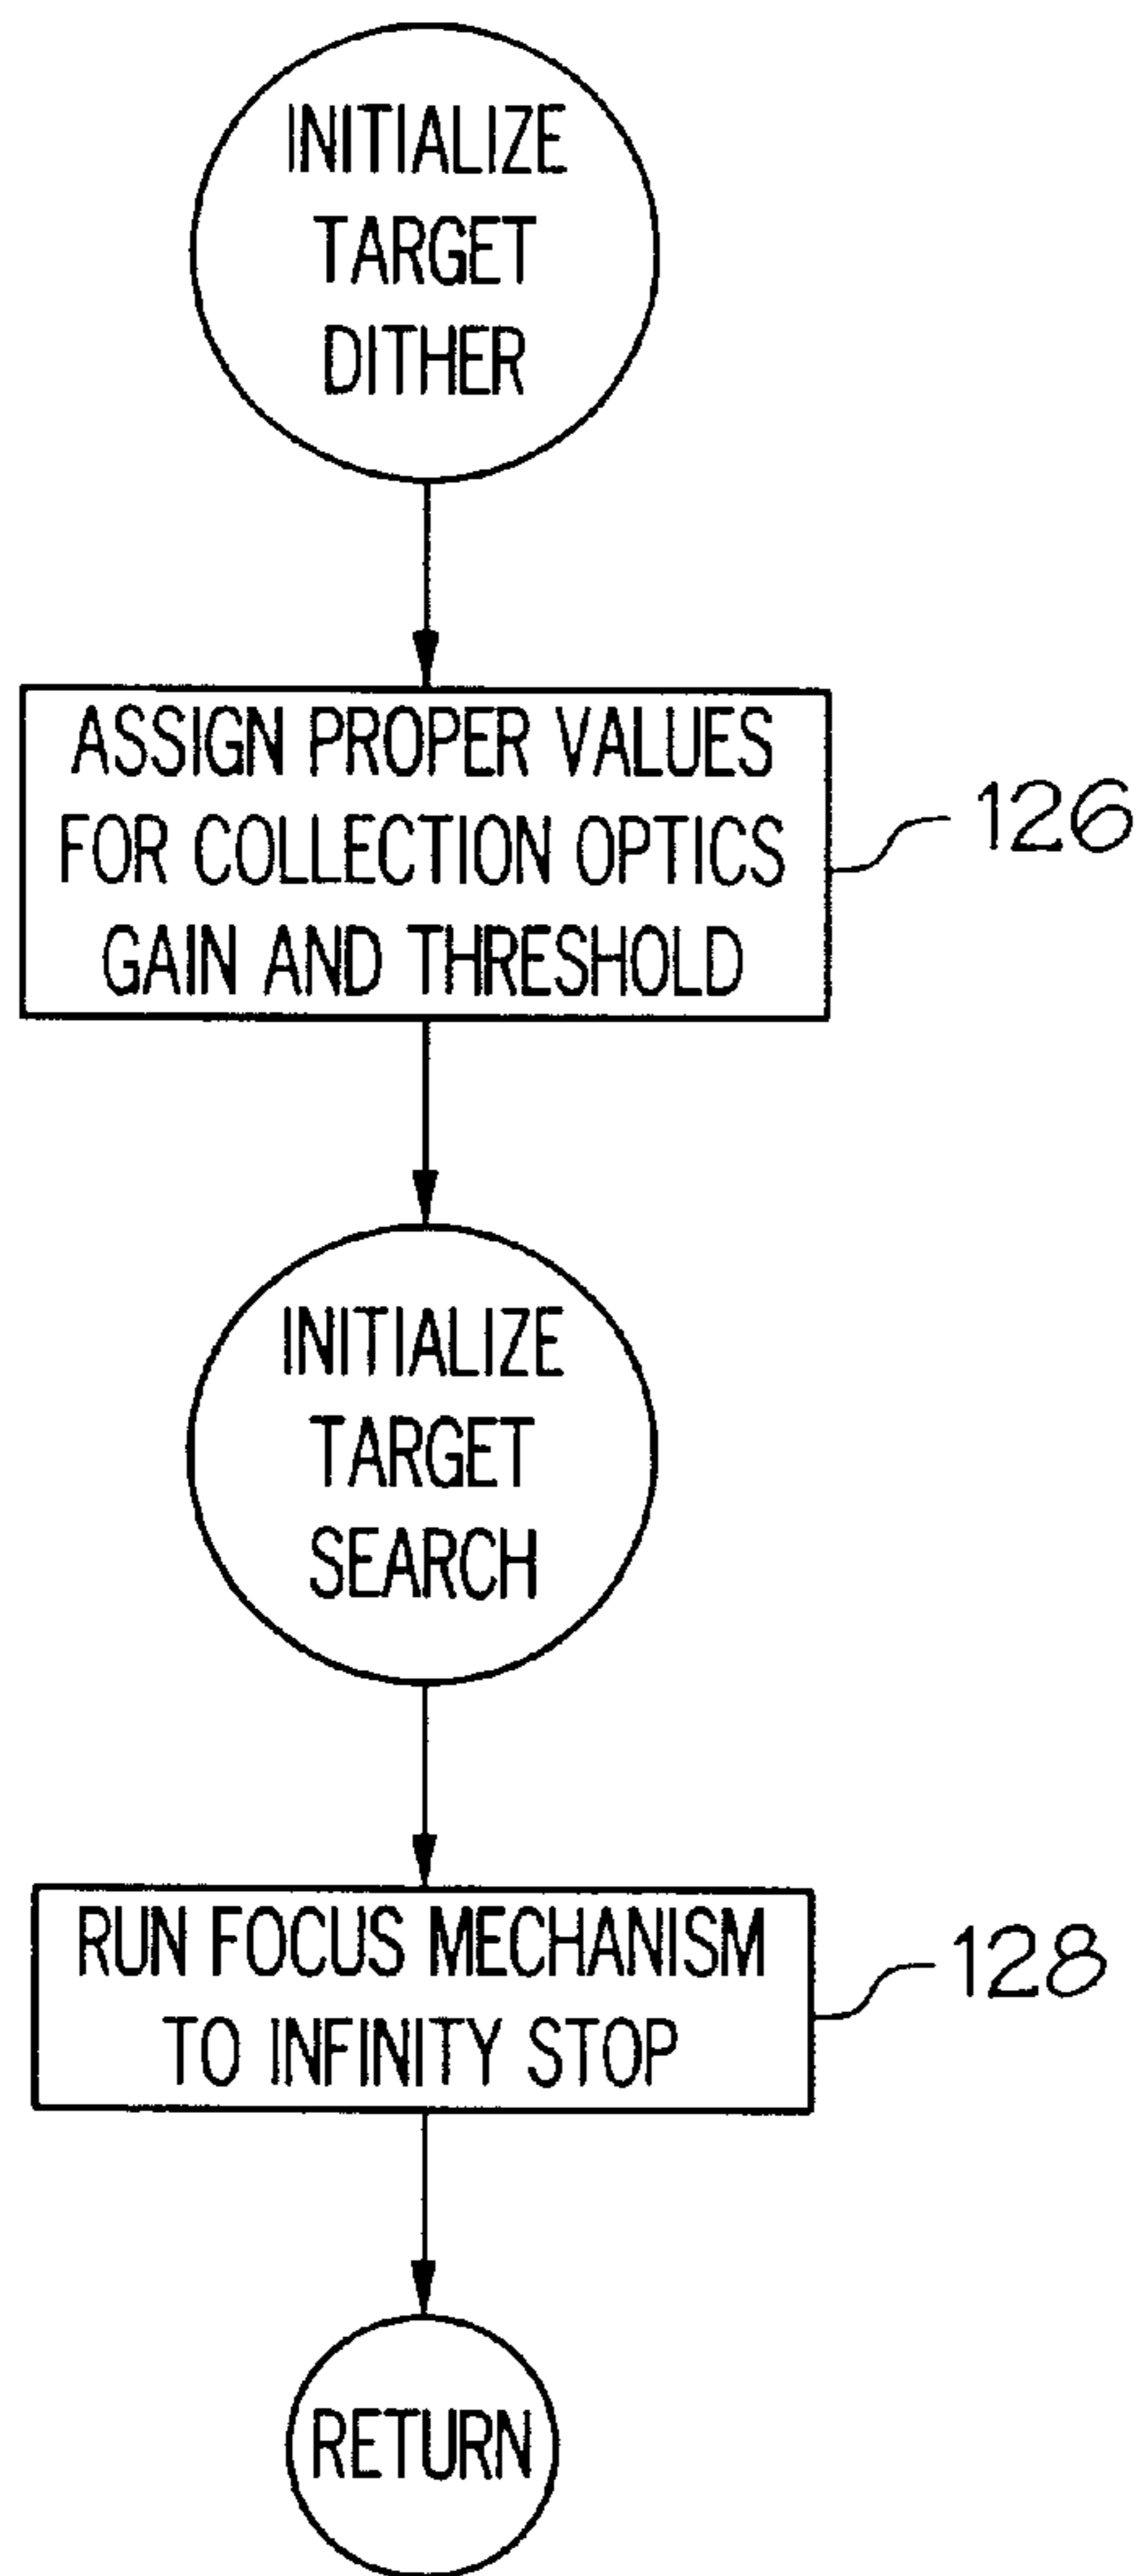 INITIALIZE
TARGET
DITHER
ASSIGN PROPER VALUES
FOR COLLECTION OPTICS
GAIN AND THRESHOLD
126
INITIALIZE
TARGET
SEARCH
RUN FOCUS MECHANISM
TO INFINITY STOP
128
RETURN